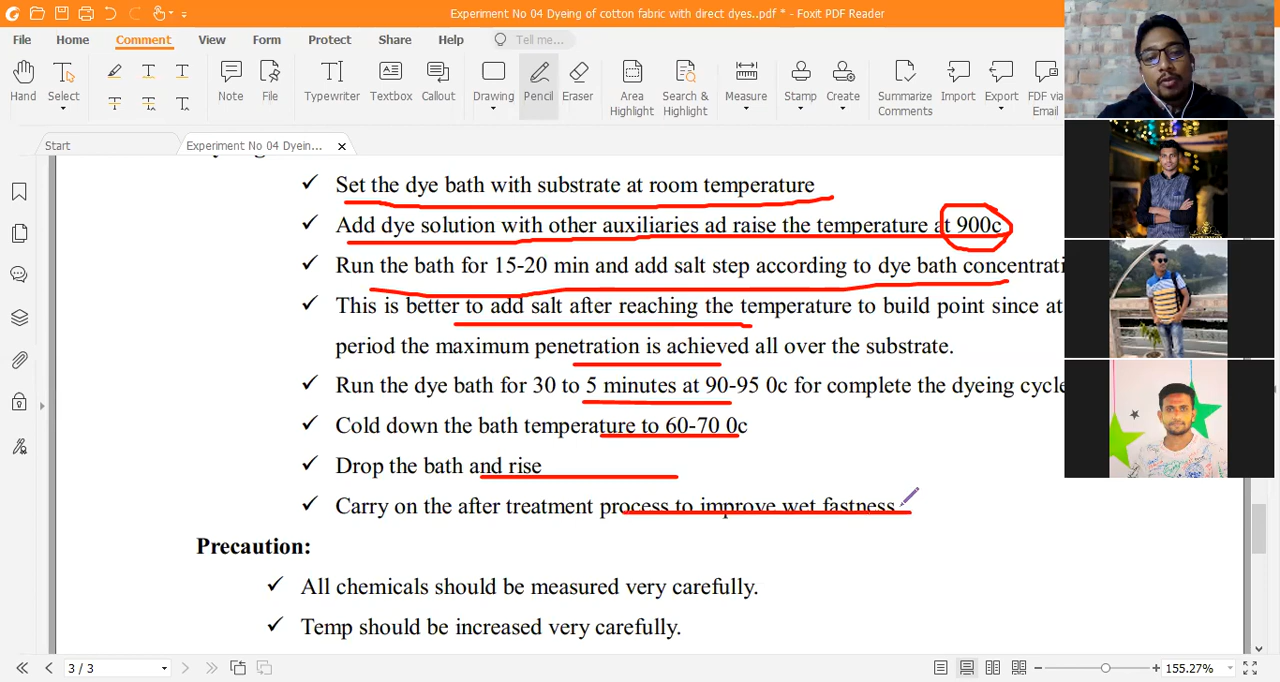 Experiment No 04 Dyeing of cotton fabric with direct dyes..pdf * - Foxit PDF Reader
File Home Comment View Form Protect Share Help Tell me...
Hand Select Note File Typewriter Textbox Callout Drawing Pencil Eraser Area Highlight Search & Highlight Measure Stamp Create Summarize Comments Import Export FDF via Email
Start Experiment No 04 Dyein...
Set the dye bath with substrate at room temperature
Add dye solution with other auxiliaries ad raise the temperature at 900c
Run the bath for 15-20 min and add salt step according to dye bath concentrati
This is better to add salt after reaching the temperature to build point since at
period the maximum penetration is achieved all over the substrate.
Run the dye bath for 30 to 5 minutes at 90-95 0c for complete the dyeing cycle
Cold down the bath temperature to 60-70 0c
Drop the bath and rise
Carry on the after treatment process to improve wet fastness
Precaution:
All chemicals should be measured very carefully.
Temp should be increased very carefully.
3 / 3 155.27%